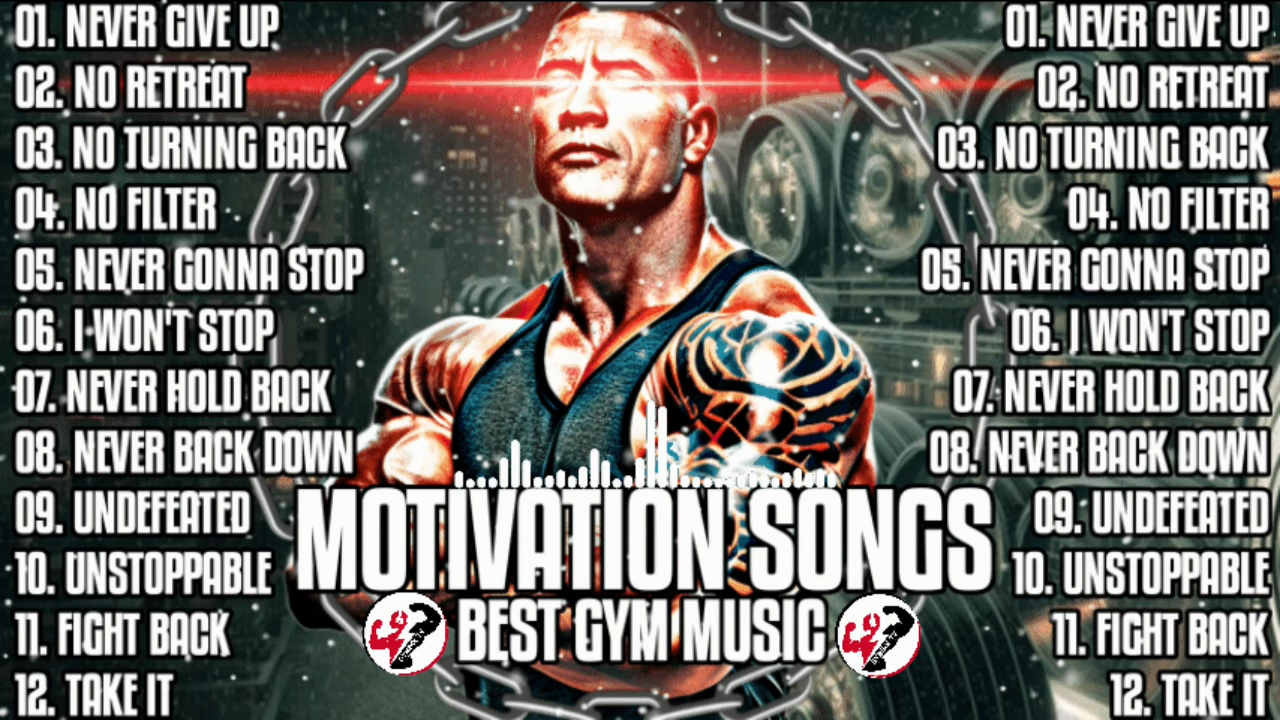 01. NEVER GIVE UP
02. NO RETREAT
03. NO TURNING BACK
04. NO FILTER
05. NEVER GONNA STOP
06. I WON'T STOP
07. NEVER HOLD BACK
08. NEVER BACK DOWN
09. UNDEFEATED
10. UNSTOPPABLE
11. FIGHT BACK
12. TAKE IT
MOTIVATION SONGS
BEST GYM MUSIC
01. NEVER GIVE UP
02. NO RETREAT
03. NO TURNING BACK
04. NO FILTER
05. NEVER GONNA STOP
06. I WON'T STOP
07. NEVER HOLD BACK
08. NEVER BACK DOWN
09. UNDEFEATED
10. UNSTOPPABLE
11. FIGHT BACK
12. TAKE IT